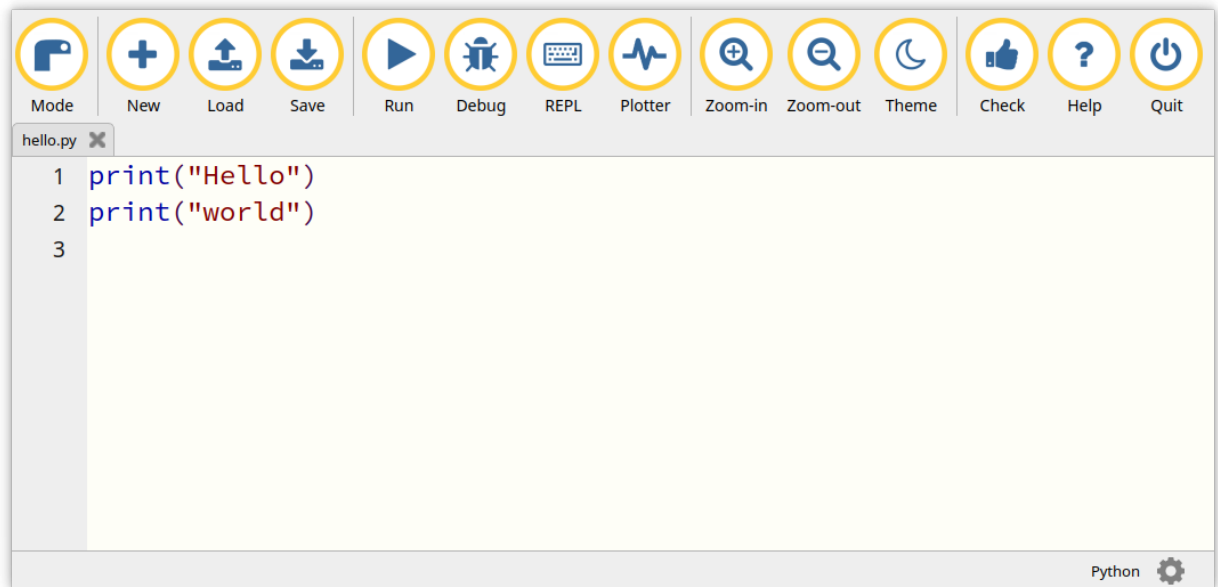 Mode New Load Save Run Debug REPL Plotter Zoom-in Zoom-out Theme Check Help Quit
hello.py
1 print("Hello")
2 print("world")
3
Python